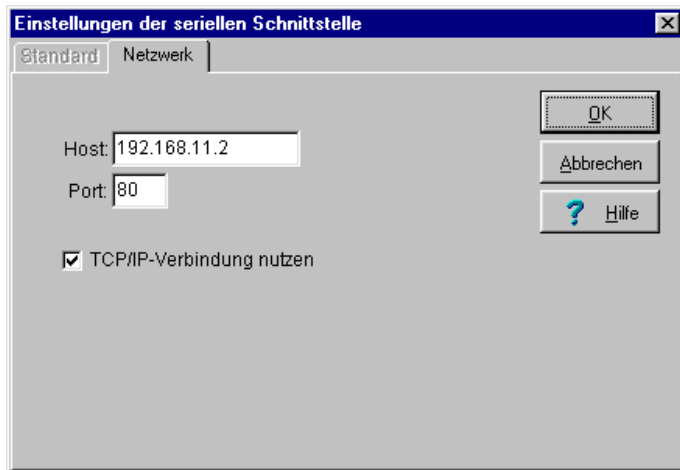 Einstellungen der seriellen Schnittstelle
Standard Netzwerk
Host: 192.168.11.2
Port: 80
TCP/IP-Verbindung nutzen
OK
Abbrechen
? Hilfe